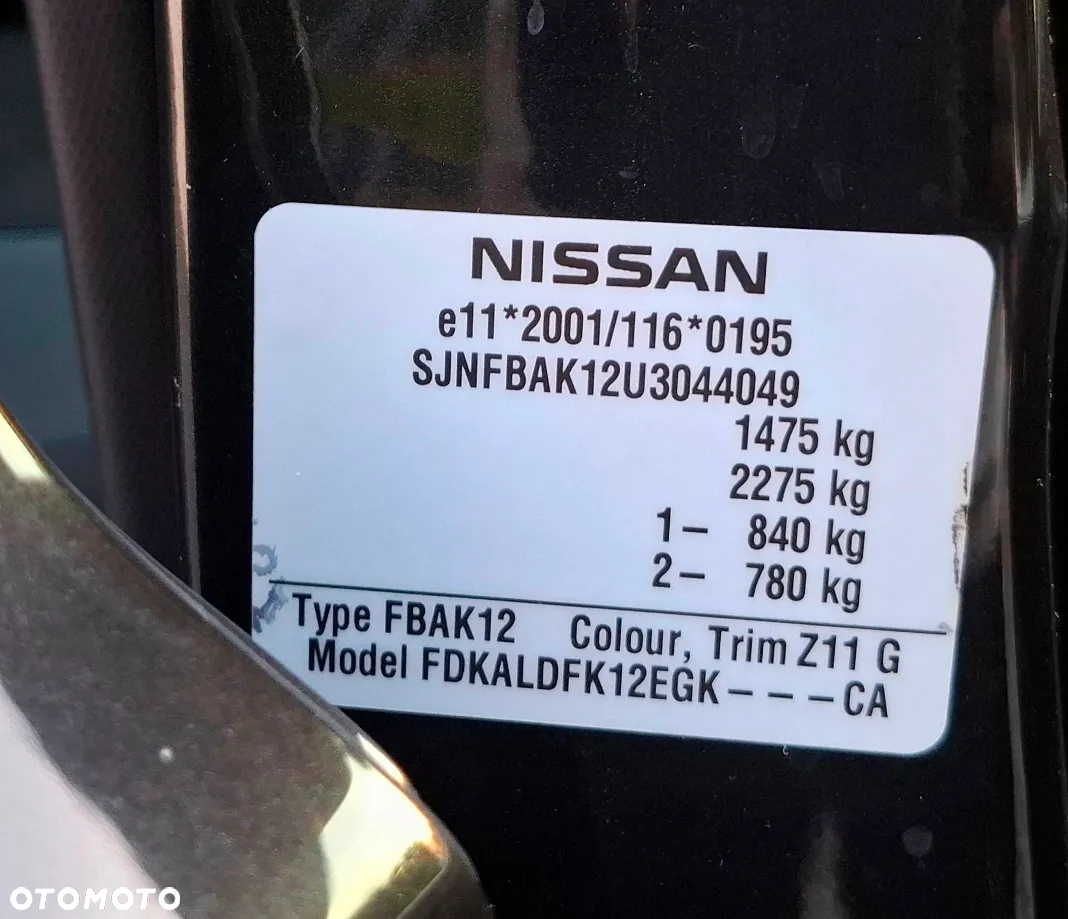 NISSAN
e11*2001/116*0195
SJNFBAK12U3044049
1475 kg
2275 kg
1– 840 kg
2– 780 kg
Type FBAK12 Colour, Trim Z11 G
Model FDKALDFK12EGK– – –CA
OTOMOTO